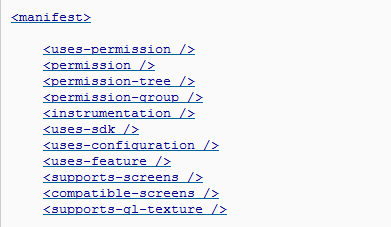 <manifest>
<uses-permission />
<permission />
<permission-tree />
<permission-group />
<instrumentation />
<uses-sdk />
<uses-configuration />
<uses-feature />
<supports-screens />
<compatible-screens />
<supports-gl-texture />